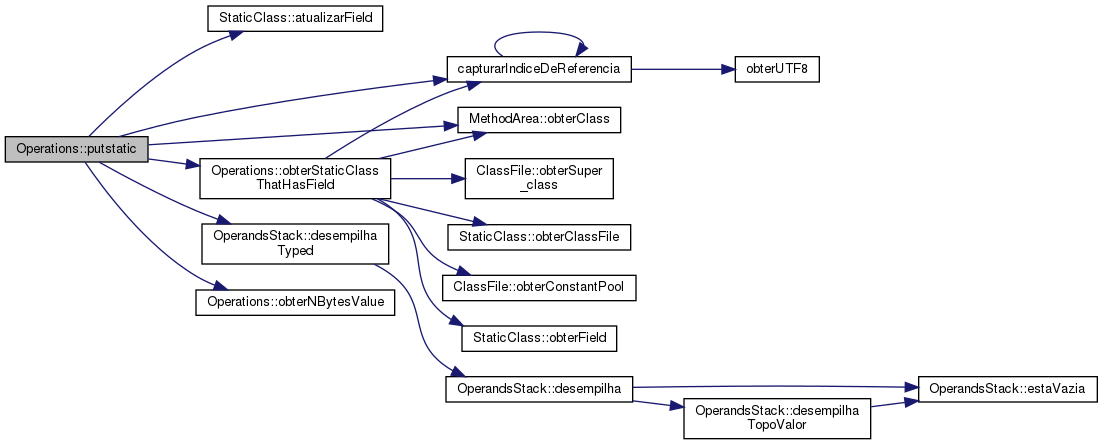 StaticClass::atualizarField
capturarIndiceDeReferencia
obterUTF8
MethodArea::obterClass
Operations::putstatic
Operations::obterStaticClass
ThatHasField
ClassFile::obterSuper
_class
OperandsStack::desempilha
Typed
StaticClass::obterClassFile
ClassFile::obterConstantPool
Operations::obterNBytesValue
StaticClass::obterField
OperandsStack::desempilha
OperandsStack::estaVazia
OperandsStack::desempilha
TopoValor